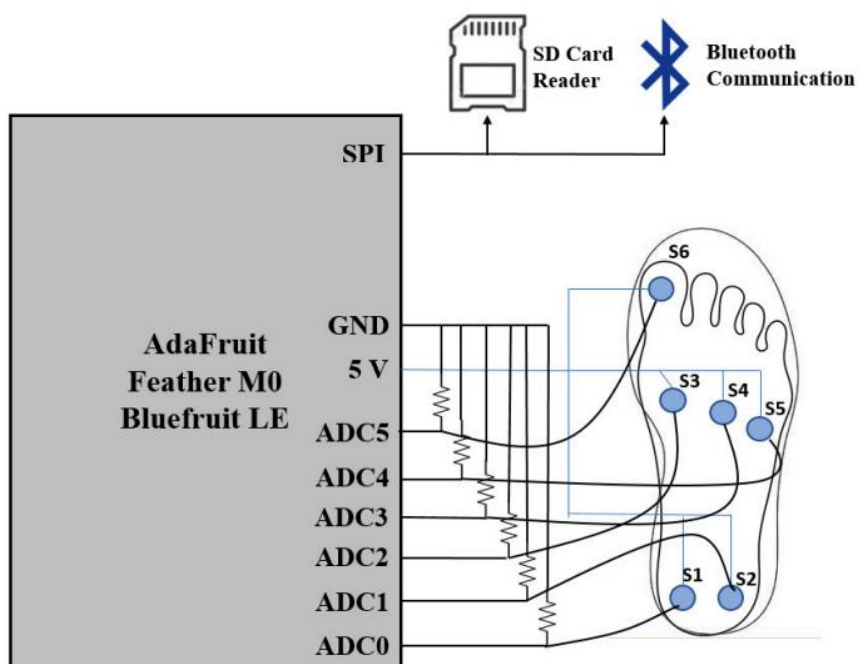 SD Card
Reader
Bluetooth
Communication
SPI
GND
5 V
AdaFruit
Feather M0
Bluefruit LE
ADC5
ADC4
ADC3
ADC2
ADC1
ADC0
S6
S3
S4
S5
S1
S2